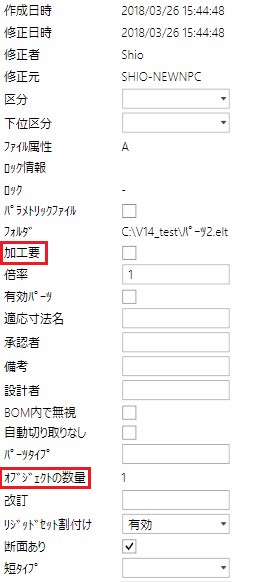 作成日時 2018/03/26 15:44:48
修正日時 2018/03/26 15:44:48
修正者 Shio
修正元 SHIO-NEWNPC
区分
下位区分
ﾌｧｲﾙ属性 A
ﾛｯｸ情報
ﾛｯｸ -
ﾊﾟﾗﾒﾄﾘｯｸﾌｧｲﾙ
ﾌｫﾙﾀﾞ C:\V14_test\ﾊﾟｰﾂ2.elt
加工要
倍率 1
有効ﾊﾟｰﾂ
適応寸法名
承認者
備考
設計者
BOM内で無視
自動切り取りなし
ﾊﾟｰﾂﾀｲﾌﾟ
ｵﾌﾞｼﾞｪｸﾄの数量 1
改訂
ﾘｼﾞｯﾄﾞｾｯﾄ割付け 有効
断面あり
短ﾀｲﾌﾟ